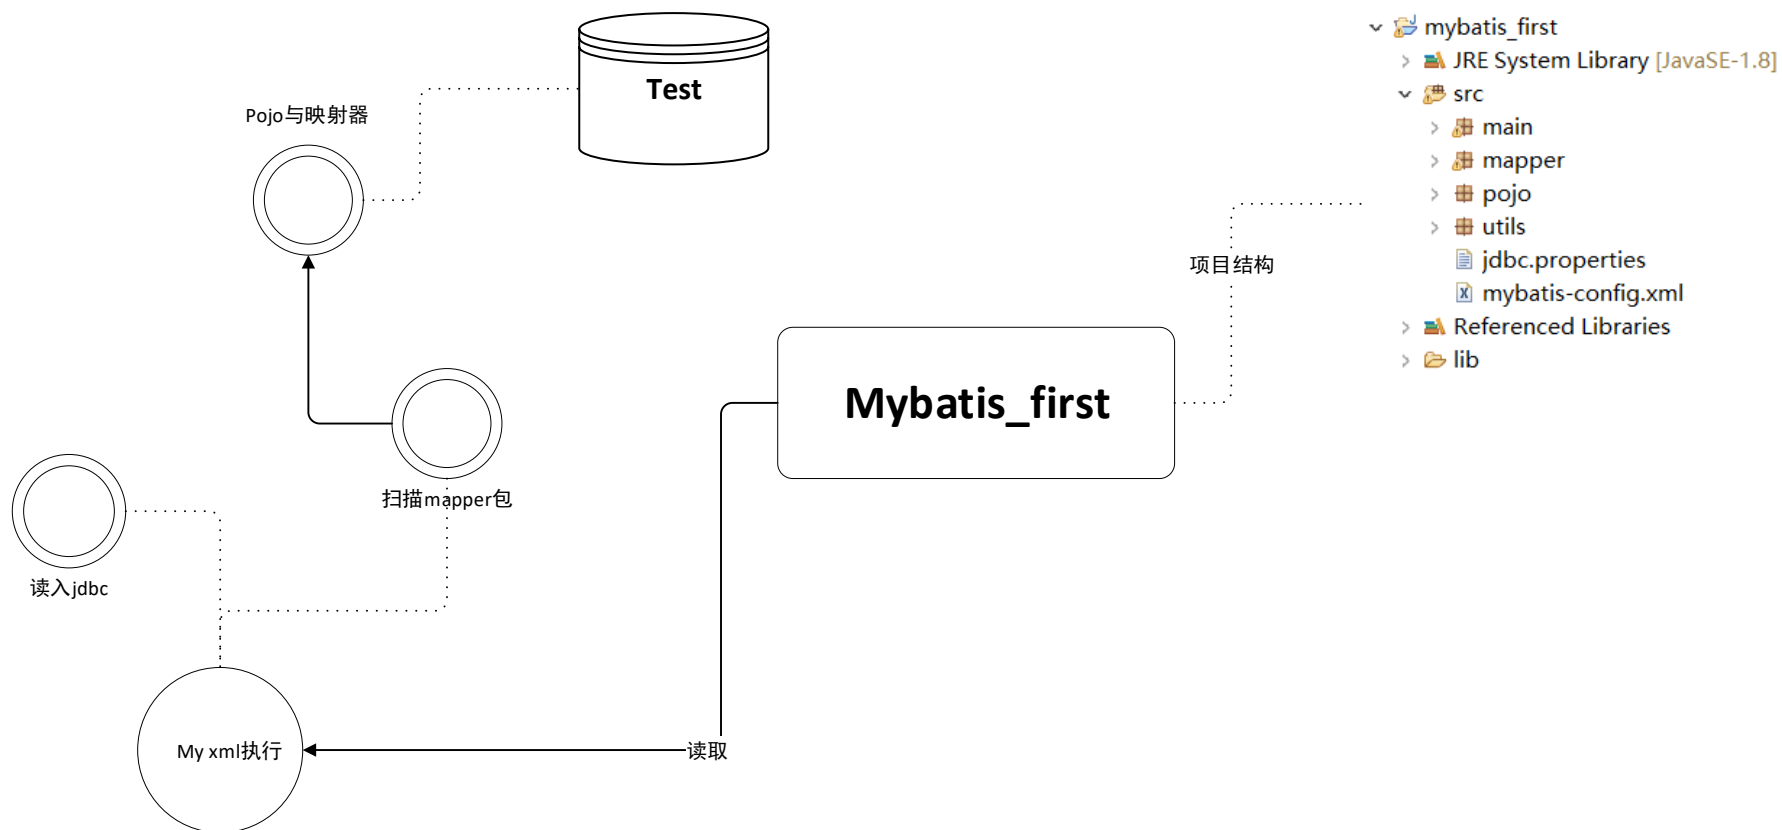 Test
Pojo与映射器
扫描mapper包
读入jdbc
My xml执行
读取
Mybatis_first
项目结构
mybatis_first
JRE System Library [JavaSE-1.8]
src
main
mapper
pojo
utils
jdbc.properties
mybatis-config.xml
Referenced Libraries
lib